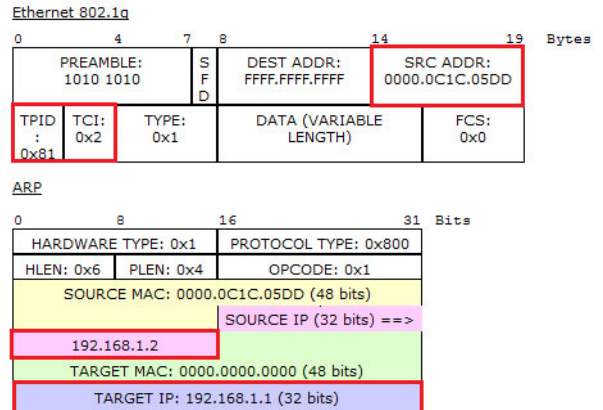 Ethernet 802.1q
0 4 7 8 14 19 Bytes
PREAMBLE:
1010 1010
S
F
D
DEST ADDR:
FFFF.FFFF.FFFF
SRC ADDR:
0000.0C1C.05DD
TPID
:
0x81
TCI:
0x2
TYPE:
0x1
DATA (VARIABLE
LENGTH)
FCS:
0x0
ARP
0 8 16 31 Bits
HARDWARE TYPE: 0x1
PROTOCOL TYPE: 0x800
HLEN: 0x6
PLEN: 0x4
OPCODE: 0x1
SOURCE MAC: 0000.0C1C.05DD (48 bits)
SOURCE IP (32 bits) ==>
192.168.1.2
TARGET MAC: 0000.0000.0000 (48 bits)
TARGET IP: 192.168.1.1 (32 bits)